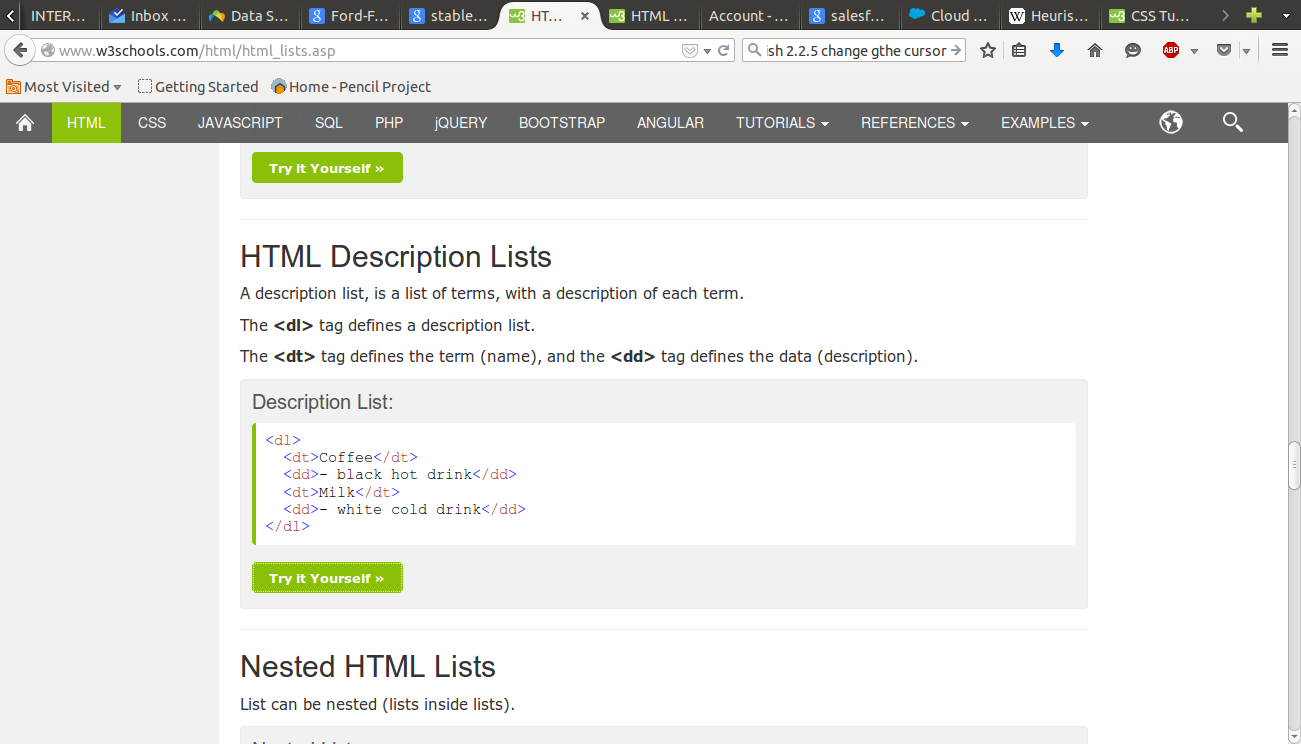 INTER...
Inbox ...
Data S...
Ford-F...
stable...
HT...
HTML ...
Account - ...
salesf...
Cloud ...
Heuris...
CSS Tu...
www.w3schools.com/html/html_lists.asp
sh 2.2.5 change gthe cursor
ABP
Most Visited
Getting Started
Home - Pencil Project
HTML
CSS
JAVASCRIPT
SQL
PHP
jQUERY
BOOTSTRAP
ANGULAR
TUTORIALS
REFERENCES
EXAMPLES
Try it Yourself »
HTML Description Lists
A description list, is a list of terms, with a description of each term.
The <dl> tag defines a description list.
The <dt> tag defines the term (name), and the <dd> tag defines the data (description).
Description List:
<dl>
  <dt>Coffee</dt>
  <dd>- black hot drink</dd>
  <dt>Milk</dt>
  <dd>- white cold drink</dd>
</dl>
Try it Yourself »
Nested HTML Lists
List can be nested (lists inside lists).